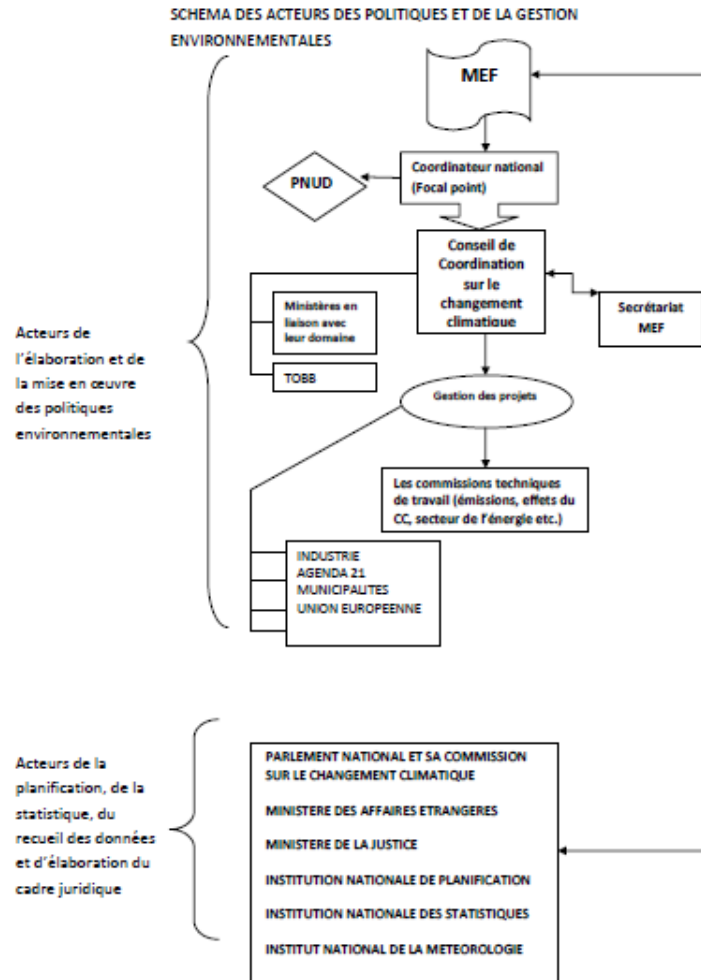 SCHEMA DES ACTEURS DES POLITIQUES ET DE LA GESTION
ENVIRONNEMENTALES
MEF
Coordinateur national
(Focal point)
PNUD
Conseil de
Coordination
sur le
changement
climatique
Ministères en
liaison avec
leur domaine
Secrétariat
MEF
TOBB
Acteurs de
l'élaboration et de
la mise en œuvre
des politiques
environnementales
Gestion des projets
Les commissions techniques
de travail (émissions, effets du
CC, secteur de l'énergie etc.)
INDUSTRIE
AGENDA 21
MUNICIPALITES
UNION EUROPEENNE
Acteurs de la
planification, de la
statistique, du
recueil des données
et d'élaboration du
cadre juridique
PARLEMENT NATIONAL ET SA COMMISSION
SUR LE CHANGEMENT CLIMATIQUE
MINISTERE DES AFFAIRES ETRANGERES
MINISTERE DE LA JUSTICE
INSTITUTION NATIONALE DE PLANIFICATION
INSTITUTION NATIONALE DES STATISTIQUES
INSTITUT NATIONAL DE LA METEOROLOGIE